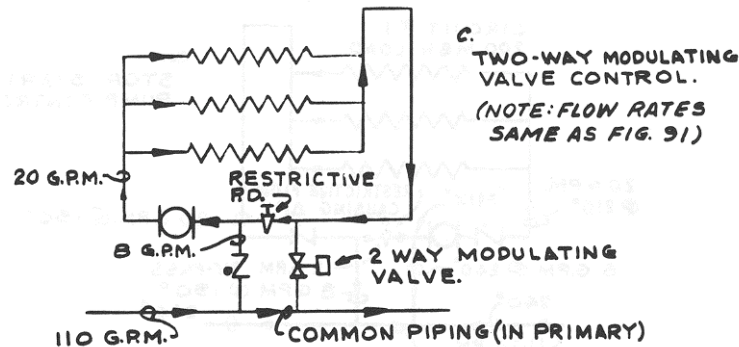 C.
TWO-WAY MODULATING
VALVE CONTROL.
(NOTE: FLOW RATES
SAME AS FIG. 91)
20 G.P.M.
RESTRICTIVE
P.D.
8 G.P.M.
2 WAY MODULATING
VALVE.
110 G.P.M.
COMMON PIPING (IN PRIMARY)